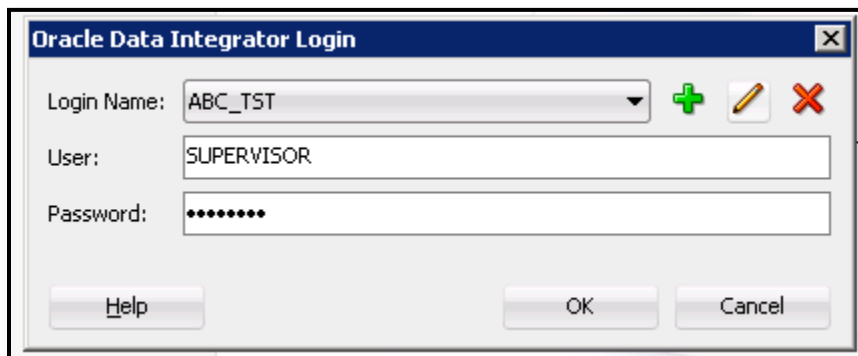 Oracle Data Integrator Login
Login Name: ABC_TST
User: SUPERVISOR
Password: ••••••••
Help OK Cancel